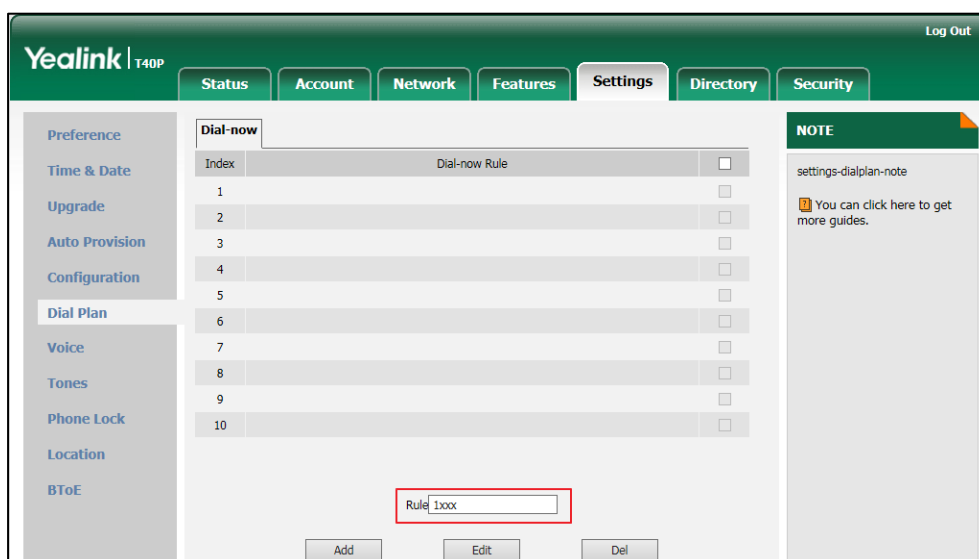 Log Out
Yealink T40P
Status Account Network Features Settings Directory Security
Preference
Time & Date
Upgrade
Auto Provision
Configuration
Dial Plan
Voice
Tones
Phone Lock
Location
BToE
Dial-now
Index Dial-now Rule
1
2
3
4
5
6
7
8
9
10
Rule 1xxx
Add Edit Del
NOTE
settings-dialplan-note
? You can click here to get
more guides.